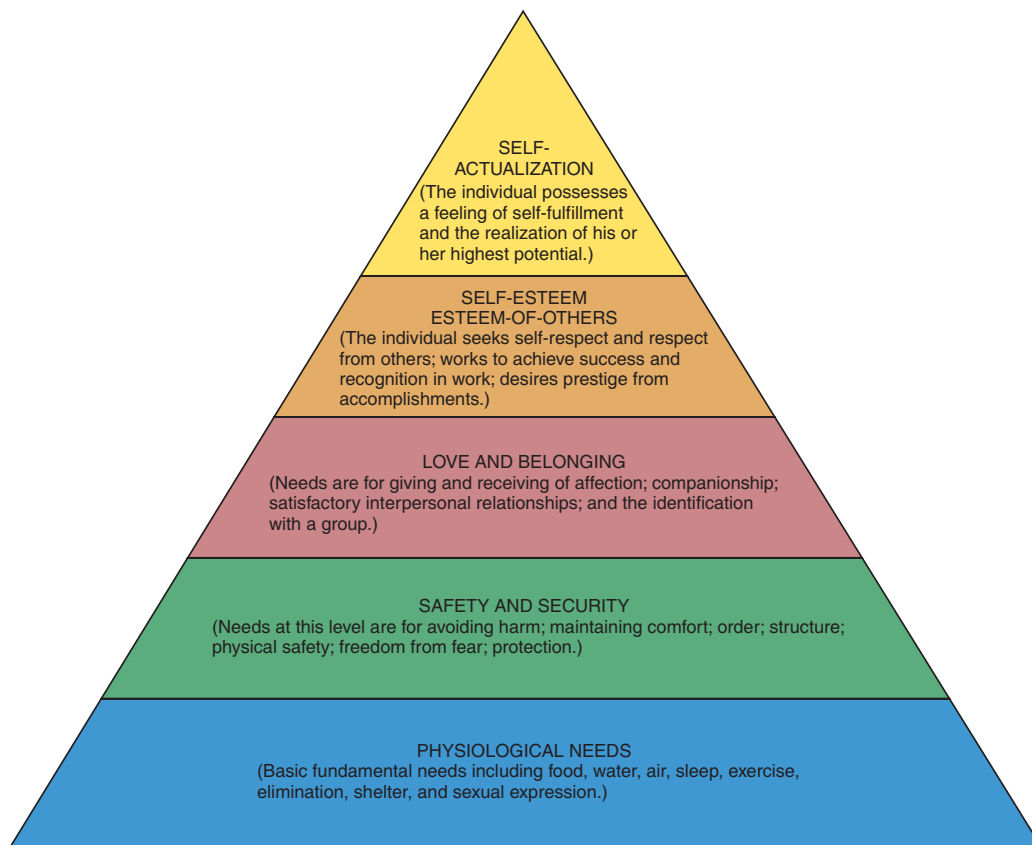 SELF-
ACTUALIZATION
(The individual possesses
a feeling of self-fulfillment
and the realization of his or
her highest potential.)
SELF-ESTEEM
ESTEEM-OF-OTHERS
(The individual seeks self-respect and respect
from others; works to achieve success and
recognition in work; desires prestige from
accomplishments.)
LOVE AND BELONGING
(Needs are for giving and receiving of affection; companionship;
satisfactory interpersonal relationships; and the identification
with a group.)
SAFETY AND SECURITY
(Needs at this level are for avoiding harm; maintaining comfort; order; structure;
physical safety; freedom from fear; protection.)
PHYSIOLOGICAL NEEDS
(Basic fundamental needs including food, water, air, sleep, exercise,
elimination, shelter, and sexual expression.)